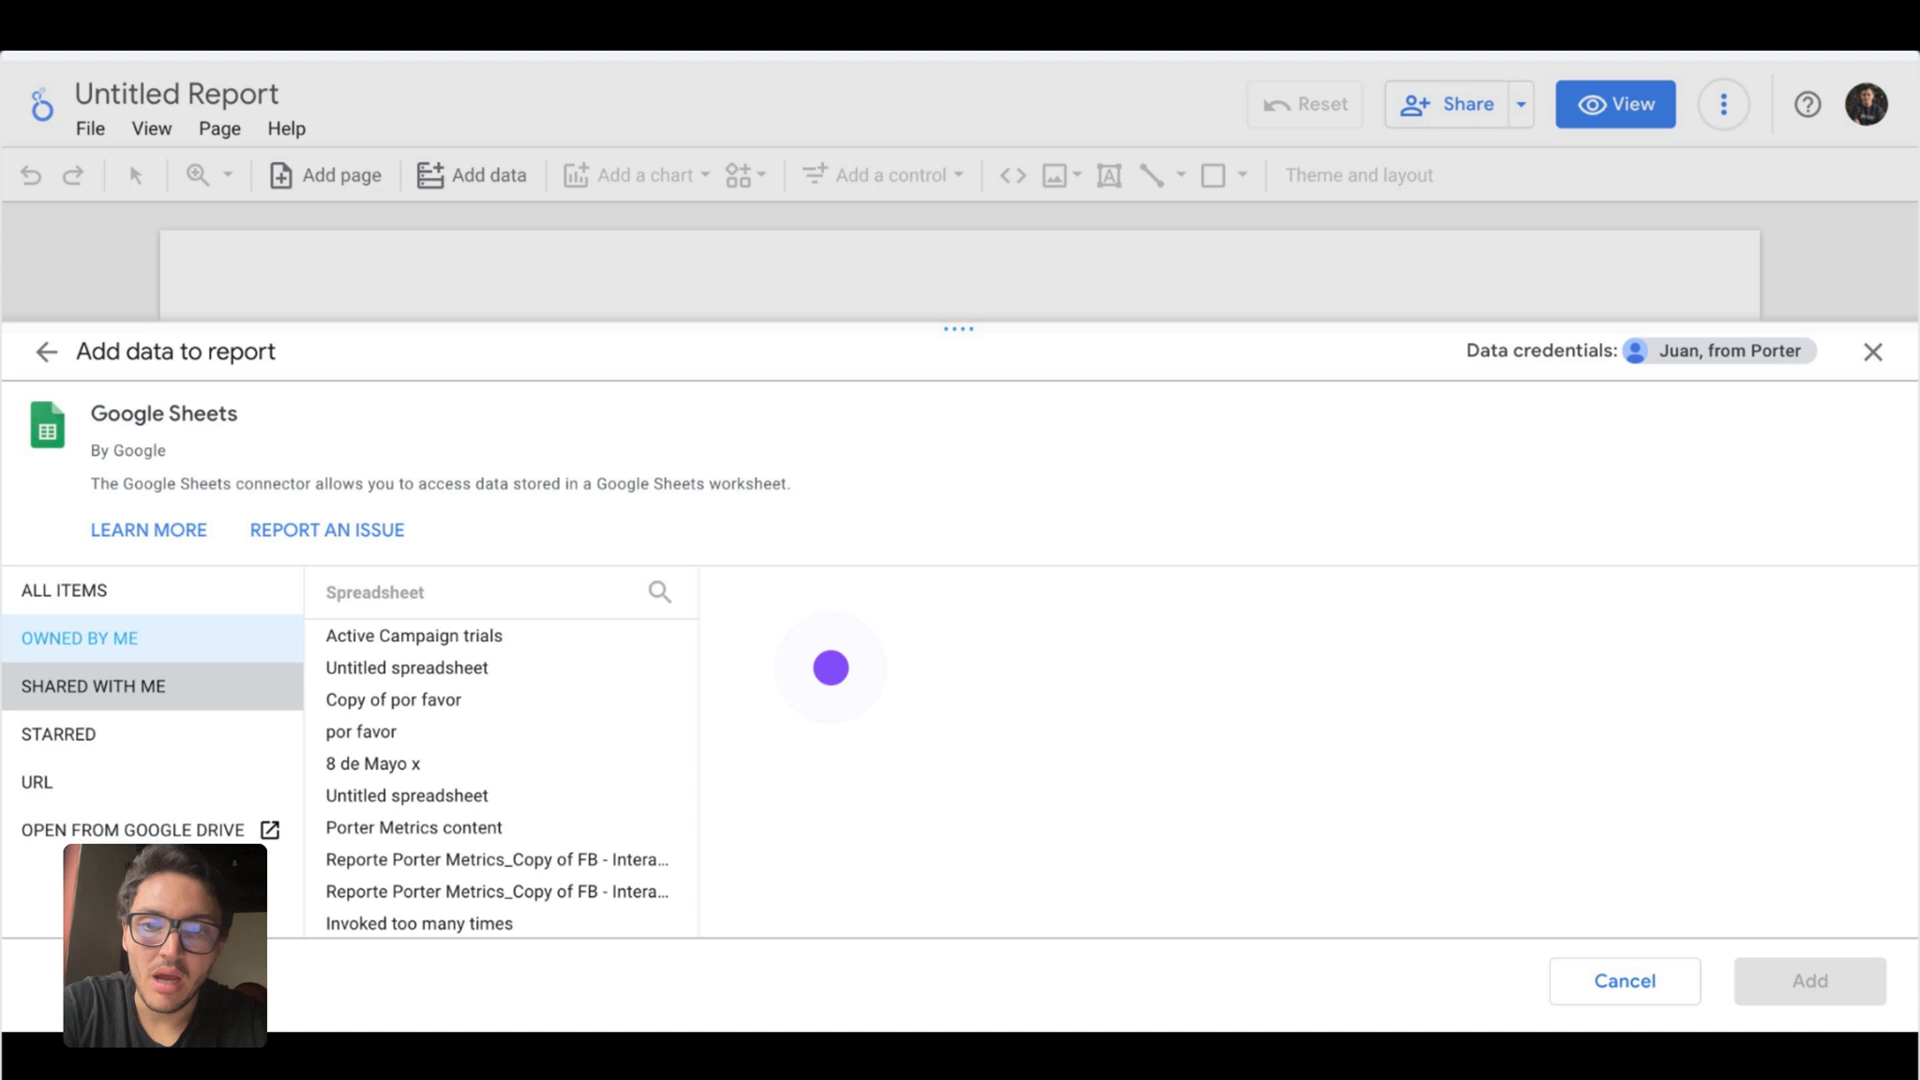 Untitled Report
File View Page Help
Reset Share View
Add page Add data Add a chart Add a control Theme and layout
Add data to report
Data credentials: Juan, from Porter
Google Sheets
By Google
The Google Sheets connector allows you to access data stored in a Google Sheets worksheet.
LEARN MORE REPORT AN ISSUE
ALL ITEMS
OWNED BY ME
SHARED WITH ME
STARRED
URL
OPEN FROM GOOGLE DRIVE
Spreadsheet
Active Campaign trials
Untitled spreadsheet
Copy of por favor
por favor
8 de Mayo x
Untitled spreadsheet
Porter Metrics content
Reporte Porter Metrics_Copy of FB - Intera...
Reporte Porter Metrics_Copy of FB - Intera...
Invoked too many times
Cancel Add